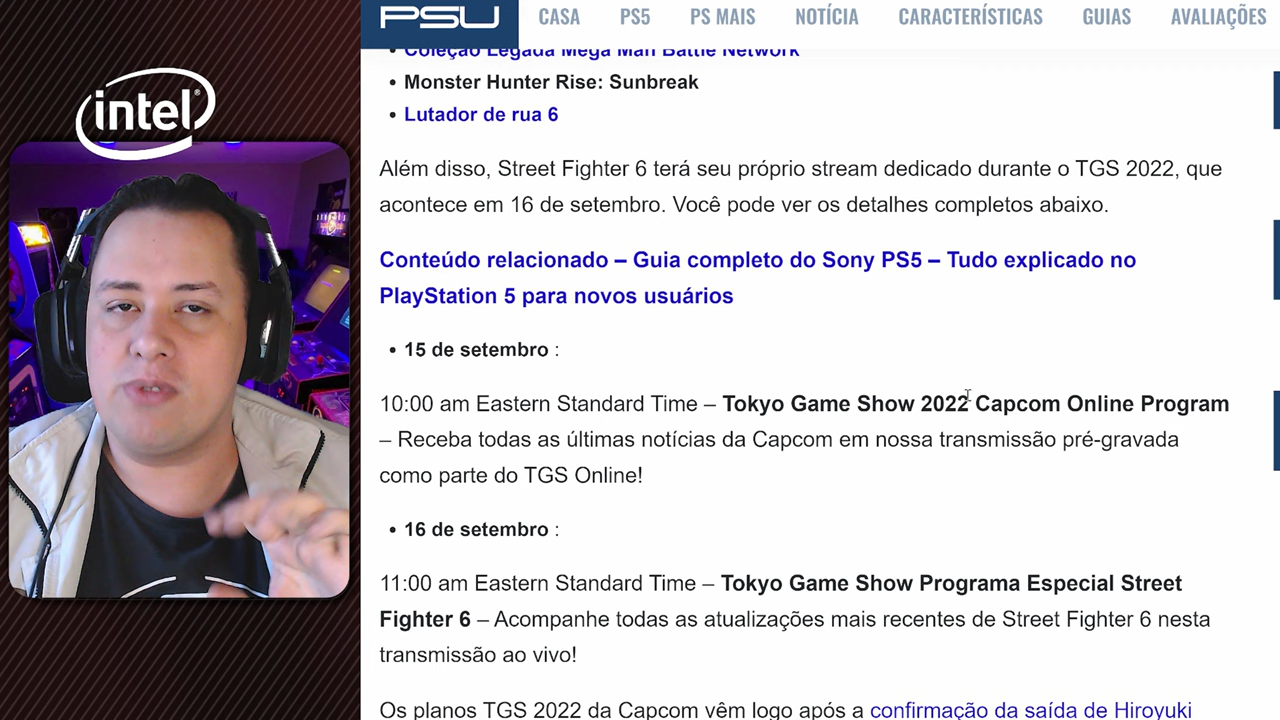 PSU
CASA PS5 PS MAIS NOTÍCIA CARACTERÍSTICAS GUIAS AVALIAÇÕES
intel®
• Coleção Legada Mega Man Battle Network
• Monster Hunter Rise: Sunbreak
• Lutador de rua 6
Além disso, Street Fighter 6 terá seu próprio stream dedicado durante o TGS 2022, que
acontece em 16 de setembro. Você pode ver os detalhes completos abaixo.
Conteúdo relacionado – Guia completo do Sony PS5 – Tudo explicado no
PlayStation 5 para novos usuários
• 15 de setembro :
10:00 am Eastern Standard Time – Tokyo Game Show 2022 Capcom Online Program
– Receba todas as últimas notícias da Capcom em nossa transmissão pré-gravada
como parte do TGS Online!
• 16 de setembro :
11:00 am Eastern Standard Time – Tokyo Game Show Programa Especial Street
Fighter 6 – Acompanhe todas as atualizações mais recentes de Street Fighter 6 nesta
transmissão ao vivo!
Os planos TGS 2022 da Capcom vêm logo após a confirmação da saída de Hiroyuki